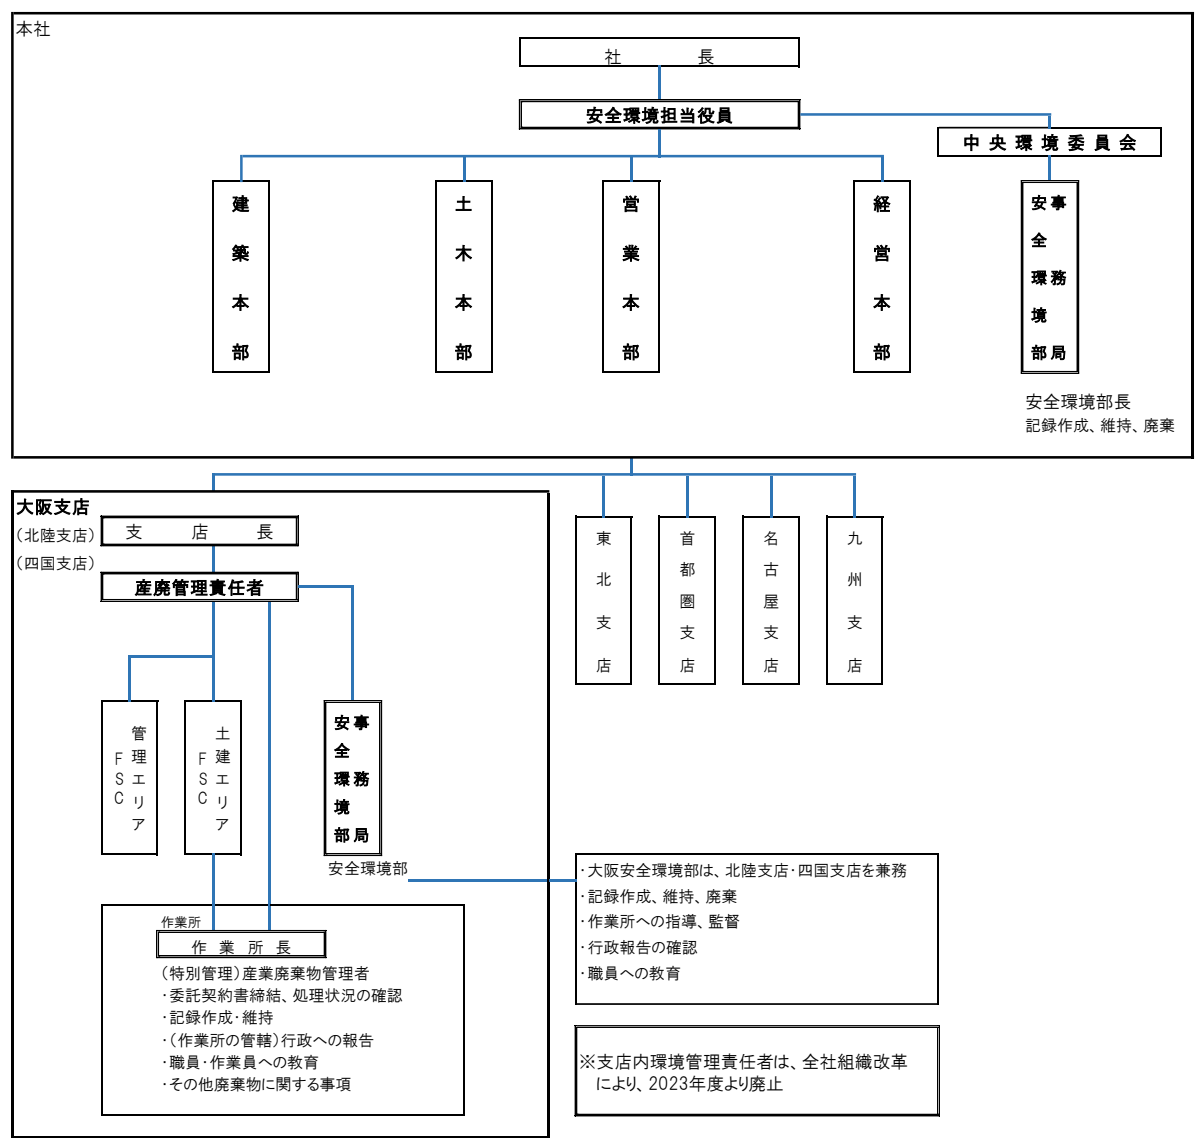 本社
社　　　　長
安全環境担当役員
中央環境委員会
建築本部
土木本部
営業本部
経営本部
安全環境部
事務局
安全環境部長
記録作成、維持、廃棄
大阪支店
（北陸支店）
（四国支店）
支　　店　　長
産廃管理責任者
東北支店
首都圏支店
名古屋支店
九州支店
管理エリア
FSC
土建エリア
FSC
安全環境部
事務局
安全環境部
・大阪安全環境部は、北陸支店・四国支店を兼務
・記録作成、維持、廃棄
・作業所への指導、監督
・行政報告の確認
・職員への教育
作業所
作　業　所　長
（特別管理）産業廃棄物管理者
・委託契約書締結、処理状況の確認
・記録作成・維持
・（作業所の管轄）行政への報告
・職員・作業員への教育
・その他廃棄物に関する事項
※支店内環境管理責任者は、全社組織改革
により、2023年度より廃止